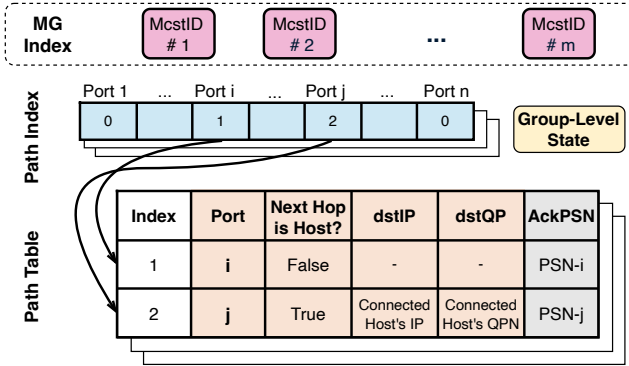 MG Index
McstID # 1
McstID # 2
...
McstID # m
Path Index
Port 1 ... Port i ... Port j ... Port n
0 1 2 0
Group-Level State
Path Table
Index Port Next Hop is Host? dstIP dstQP AckPSN
1 i False - - PSN-i
2 j True Connected Host's IP Connected Host's QPN PSN-j